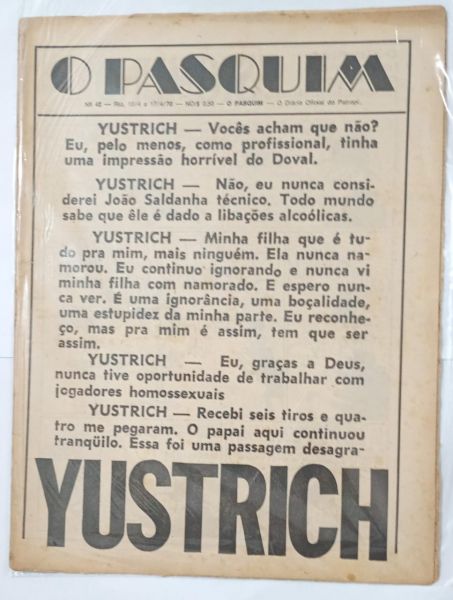 O PASQUIM
Nº 42 — Rio, 10/4 a 17/4/70 — NCr$ 0,50 — O PASQUIM — O Diário Oficial do Patropi.
YUSTRICH — Vocês acham que não?
Eu, pelo menos, como profissional, tinha
uma impressão horrível do Doval.
YUSTRICH — Não, eu nunca consi-
derei João Saldanha técnico. Todo mundo
sabe que êle é dado a libações alcoólicas.
YUSTRICH — Minha filha que é tu-
do pra mim, mais ninguém. Ela nunca na-
morou. Eu continuo ignorando e nunca vi
minha filha com namorado. E espero nun-
ca ver. É uma ignorância, uma boçalidade,
uma estupidez da minha parte. Eu reconhe-
ço, mas pra mim é assim, tem que ser
assim.
YUSTRICH — Eu, graças a Deus,
nunca tive oportunidade de trabalhar com
jogadores homossexuais
YUSTRICH — Recebi seis tiros e qua-
tro me pegaram. O papai aqui continuou
tranqüilo. Essa foi uma passagem desagra-
YUSTRICH